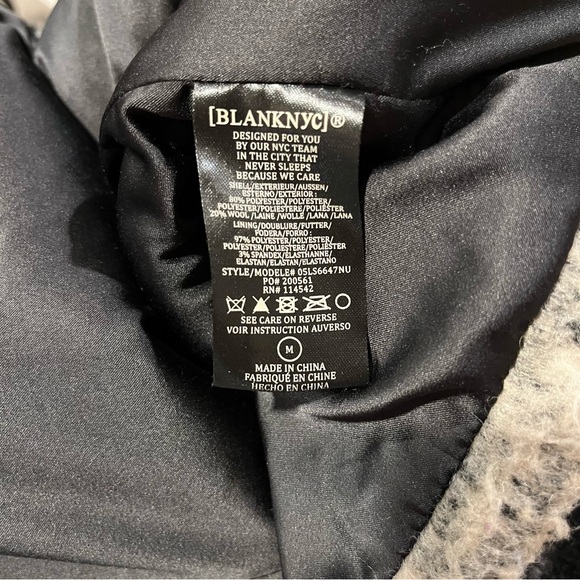 [BLANKNYC]®
DESIGNED FOR YOU
BY OUR NYC TEAM
IN THE CITY THAT
NEVER SLEEPS
BECAUSE WE CARE
SHELL/EXTERIEUR/AUSSEN/
ESTERNO/EXTERIOR :
80% POLYESTER/POLYESTER/
POLYESTER/POLIESTERE/POLIÉSTER
20% WOOL /LAINE /WOLLE /LANA /LANA
LINING/DOUBLURE/FUTTER/
FODERA/FORRO :
97% POLYESTER/POLYESTER/
POLYESTER/POLIESTERE/POLIÉSTER
3% SPANDEX/ÉLASTHANNE/
ELASTAN/ELASTAN/ELASTANO
STYLE/MODELE# 05LS6647NU
PO# 200561
RN# 114542
SEE CARE ON REVERSE
VOIR INSTRUCTION AUVERSO
M
MADE IN CHINA
FABRIQUÉ EN CHINE
HECHO EN CHINA